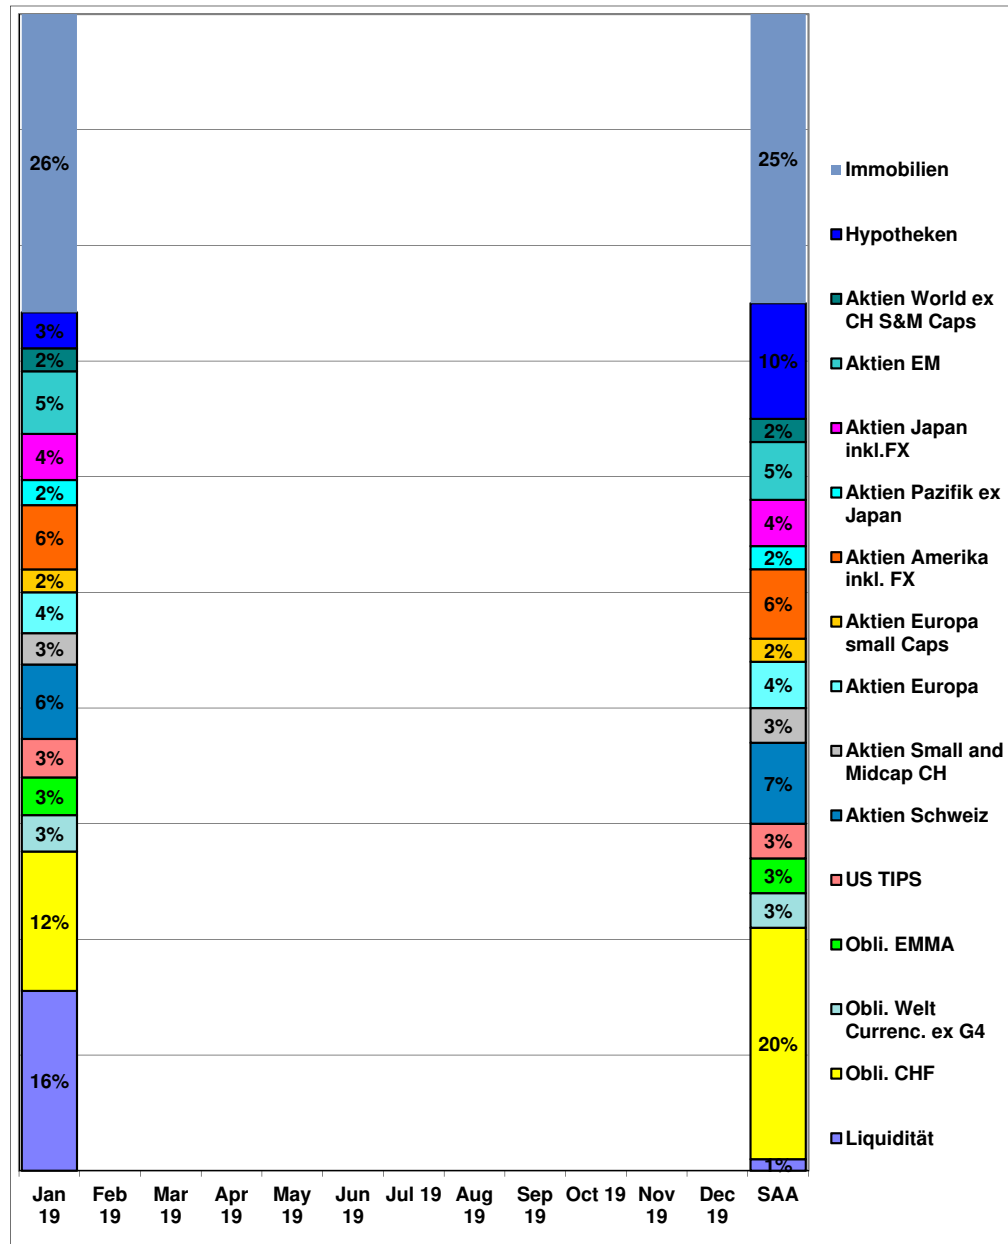 26%
3%
2%
5%
4%
2%
6%
2%
4%
3%
6%
3%
3%
3%
12%
16%
25%
10%
2%
5%
4%
2%
6%
2%
4%
3%
7%
3%
3%
3%
20%
1%
Immobilien
Hypotheken
Aktien World ex
CH S&M Caps
Aktien EM
Aktien Japan
inkl.FX
Aktien Pazifik ex
Japan
Aktien Amerika
inkl. FX
Aktien Europa
small Caps
Aktien Europa
Aktien Small and
Midcap CH
Aktien Schweiz
US TIPS
Obli. EMMA
Obli. Welt
Currenc. ex G4
Obli. CHF
Liquidität
Jan
19
Feb
19
Mar
19
Apr
19
May
19
Jun
19
Jul 19
Aug
19
Sep
19
Oct 19
Nov
19
Dec
19
SAA